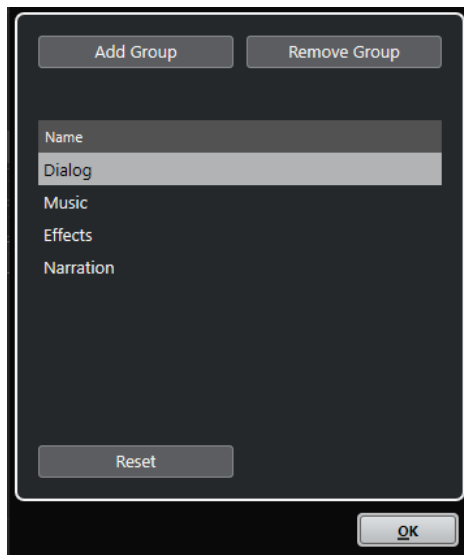 Add Group Remove Group
Name
Dialog
Music
Effects
Narration
Reset
OK